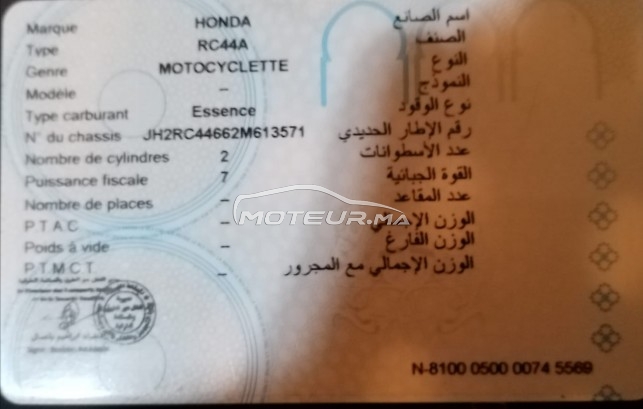 Marque HONDA اسم الصانع
Type RC44A الصنف
Genre MOTOCYCLETTE النوع
Modèle – النموذج
Type carburant Essence نوع الوقود
N° du chassis JH2RC44662M613571 رقم الإطار الحديدي
Nombre de cylindres 2 عدد الأسطوانات
Puissance fiscale 7 القوة الجبائية
Nombre de places – عدد المقاعد
MOTEUR.MA
P.T.A.C – الوزن الإجمالي
Poids à vide – الوزن الفارغ
P.T.M.C.T _ الوزن الإجمالي مع المجرور
N-8100 0500 0074 5569